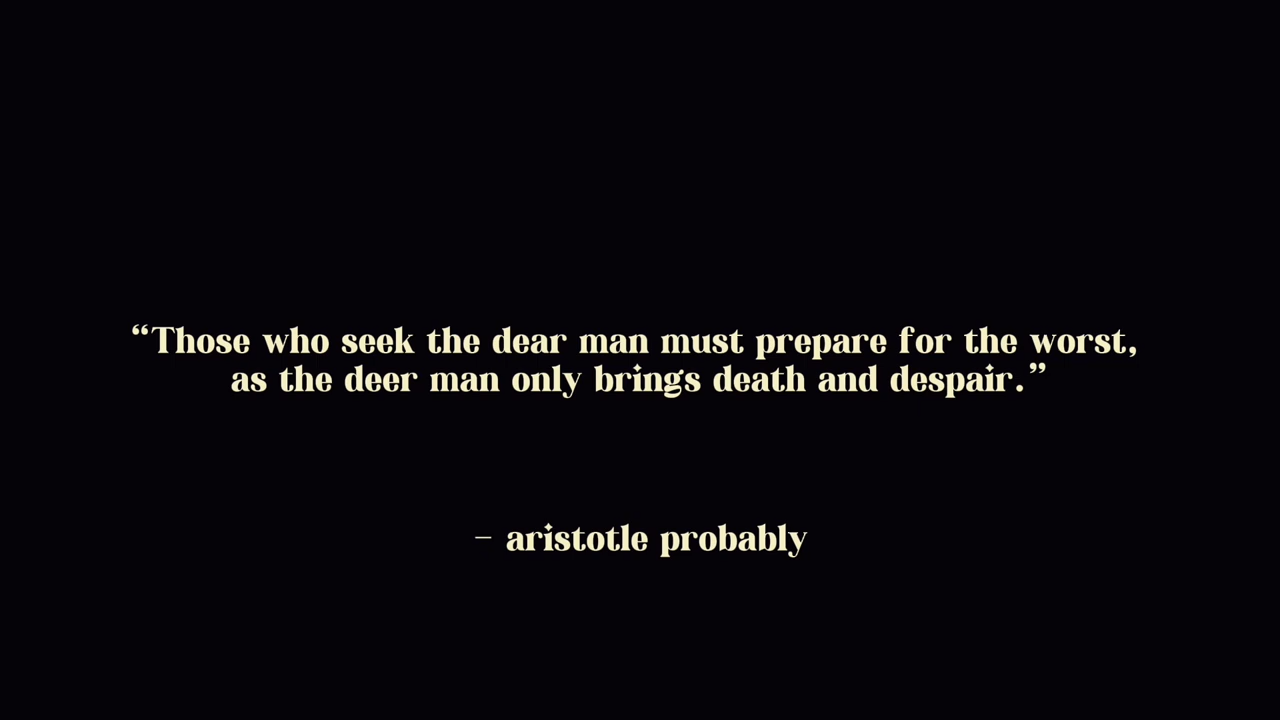 “Those who seek the dear man must prepare for the worst,
as the deer man only brings death and despair.”
– aristotle probably